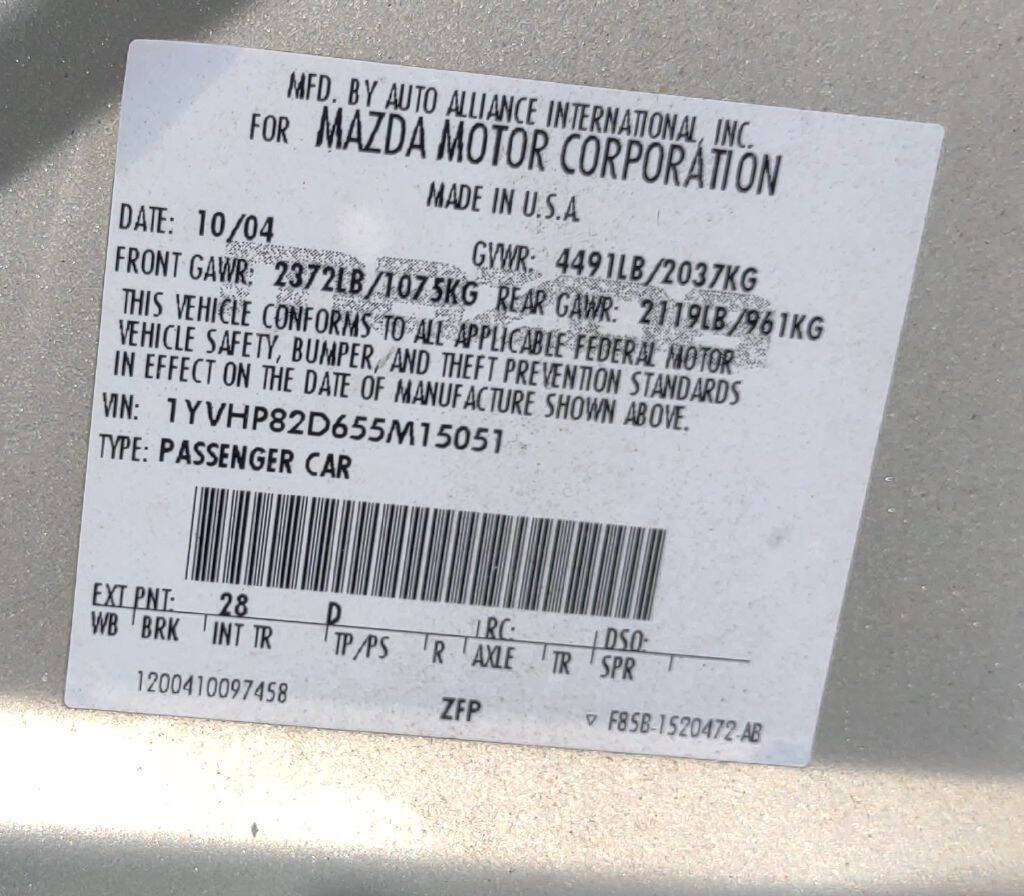 MFD. BY AUTO ALLIANCE INTERNATIONAL, INC.
FOR MAZDA MOTOR CORPORATION
MADE IN U.S.A
DATE: 10/04 GVWR: 4491LB/2037KG
FRONT GAWR: 2372LB/1075KG REAR GAWR: 2119LB/961KG
THIS VEHICLE CONFORMS TO ALL APPLICABLE FEDERAL MOTOR
VEHICLE SAFETY, BUMPER, AND THEFT PREVENTION STANDARDS
IN EFFECT ON THE DATE OF MANUFACTURE SHOWN ABOVE.
VIN: 1YVHP82D655M15051
TYPE: PASSENGER CAR
EXT PNT: 28 D RC: DSO:
WB BRK INT TR TP/PS R AXLE TR SPR
1200410097458 ZFP F85B-1520472-AB